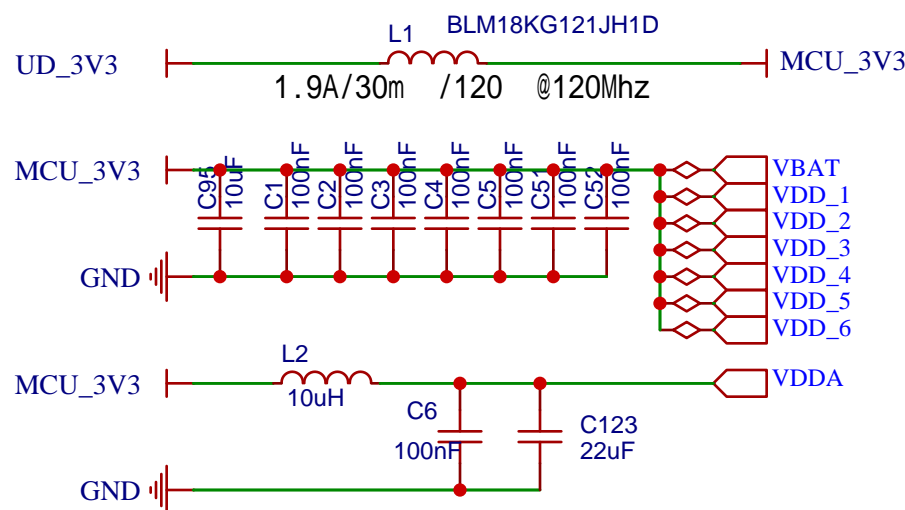 L1 BLM18KG121JH1D
UD_3V3 MCU_3V3
1.9A/30m /120 @120Mhz
MCU_3V3
C95 10uF
C1 100nF
C2 100nF
C3 100nF
C4 100nF
C5 100nF
C51 100nF
C52 100nF
VBAT
VDD_1
VDD_2
VDD_3
VDD_4
VDD_5
VDD_6
GND
L2
MCU_3V3 VDDA
10uH
C6
100nF
C123
22uF
GND